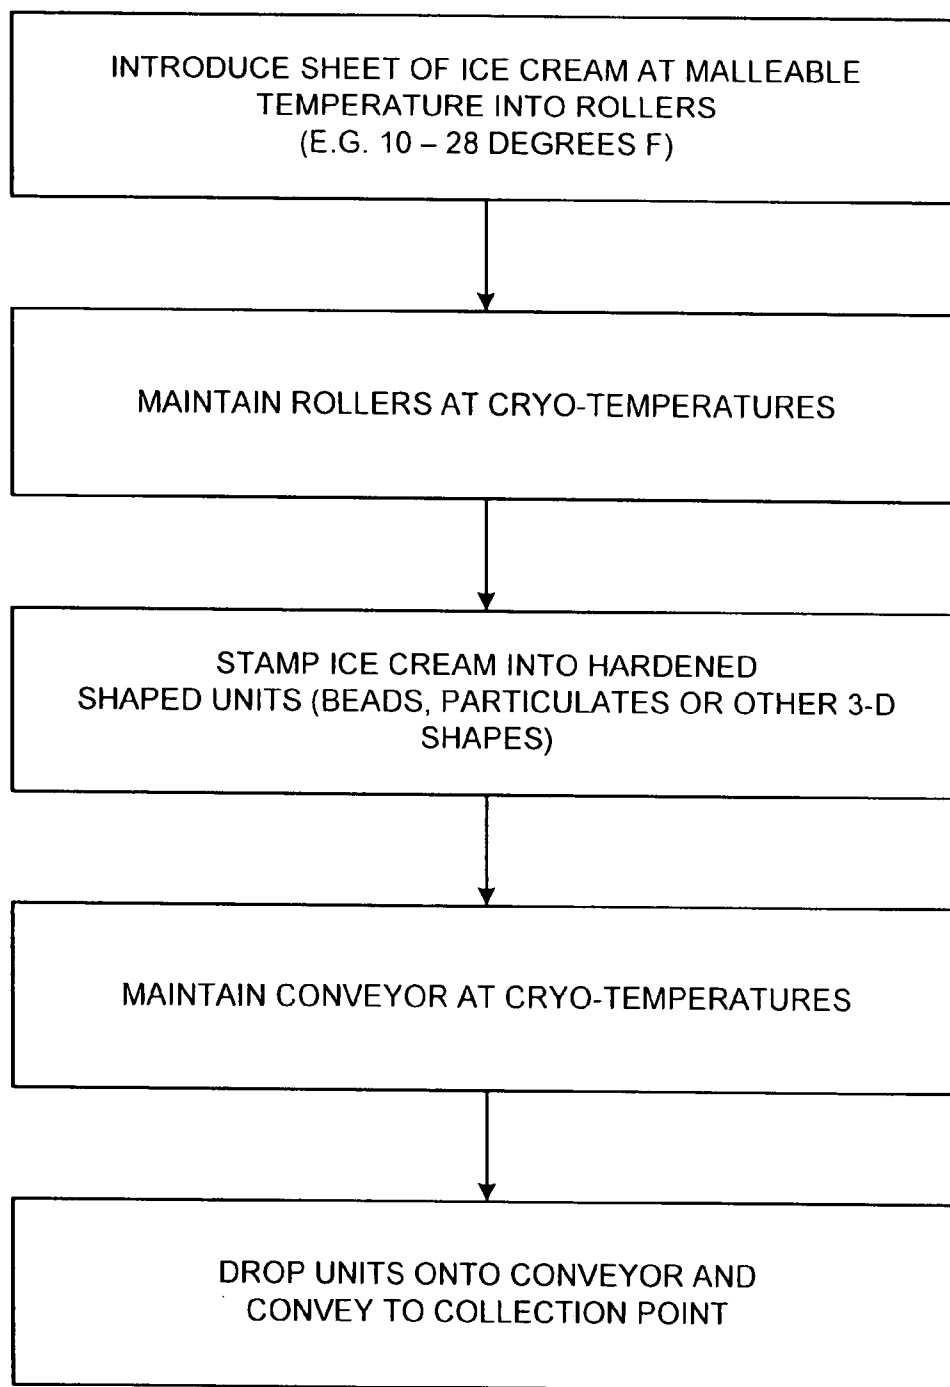 INTRODUCE SHEET OF ICE CREAM AT MALLEABLE
TEMPERATURE INTO ROLLERS
(E.G. 10 – 28 DEGREES F)
MAINTAIN ROLLERS AT CRYO-TEMPERATURES
STAMP ICE CREAM INTO HARDENED
SHAPED UNITS (BEADS, PARTICULATES OR OTHER 3-D
SHAPES)
MAINTAIN CONVEYOR AT CRYO-TEMPERATURES
DROP UNITS ONTO CONVEYOR AND
CONVEY TO COLLECTION POINT